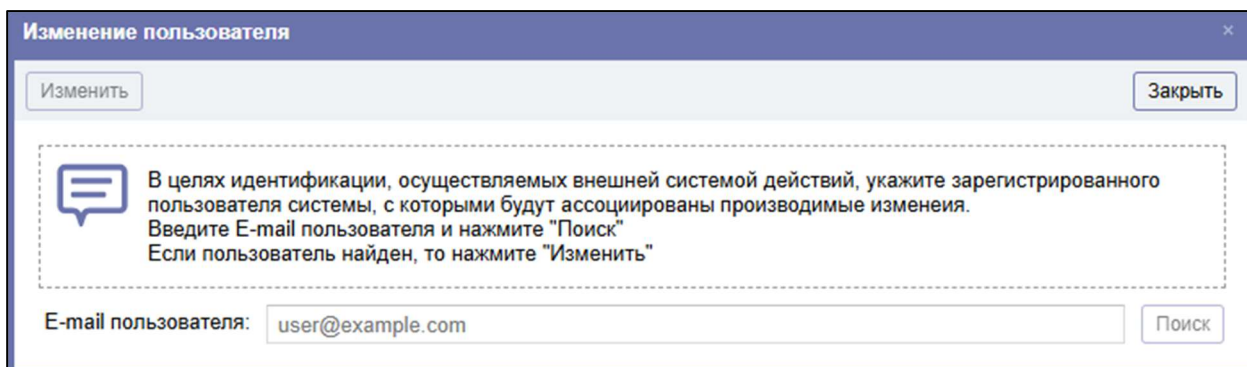 Изменение пользователя ×
Изменить Закрыть
В целях идентификации, осуществляемых внешней системой действий, укажите зарегистрированного
пользователя системы, с которыми будут ассоциированы производимые изменеия.
Введите E-mail пользователя и нажмите "Поиск"
Если пользователь найден, то нажмите "Изменить"
E-mail пользователя: user@example.com Поиск